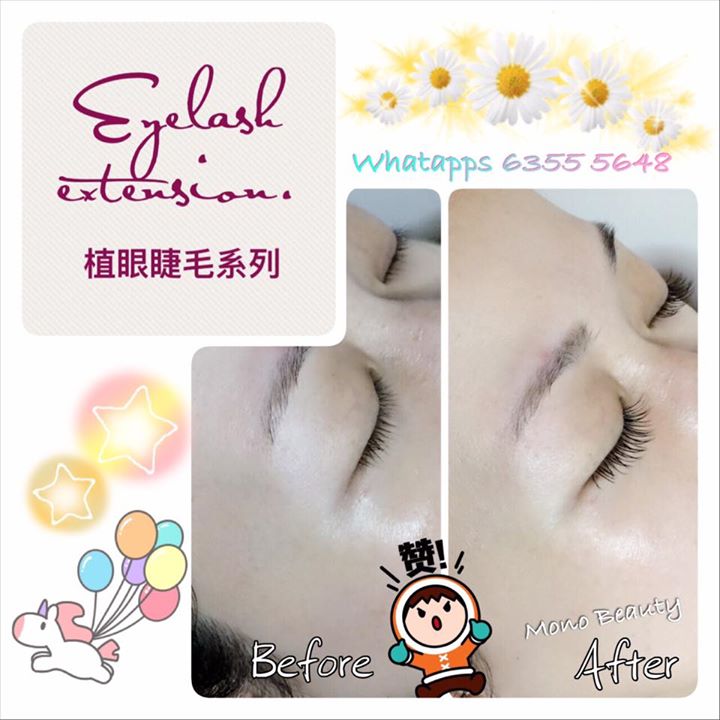 Eyelash
extension.
植眼睫毛系列
Whatapps 6355 5648
赞!
Mono Beauty
Before
After